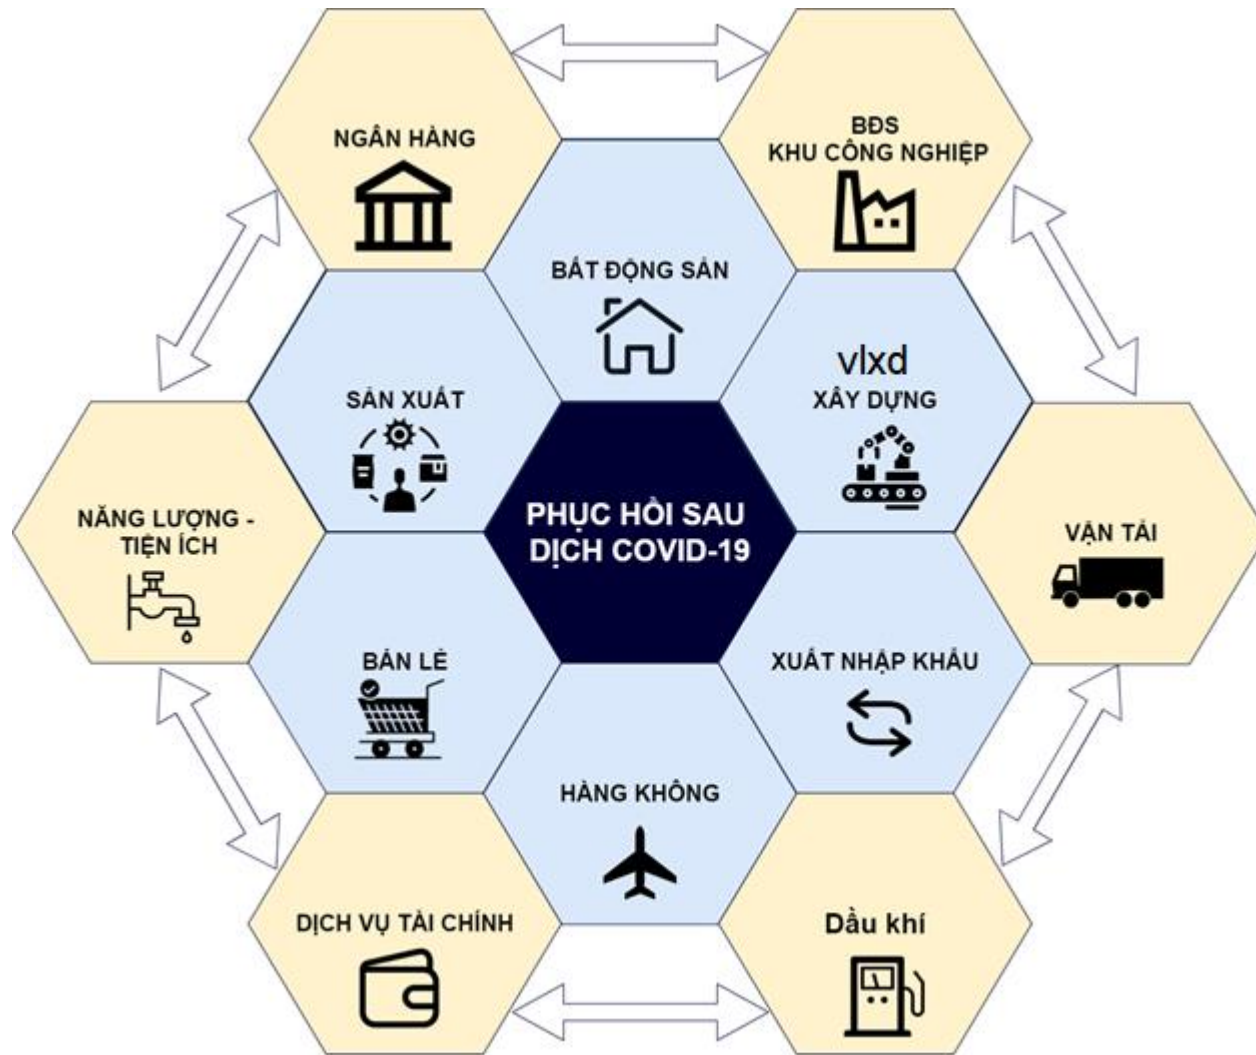 NGÂN HÀNG
BĐS
KHU CÔNG NGHIỆP
BẤT ĐỘNG SẢN
SẢN XUẤT
vlxd
XÂY DỰNG
NĂNG LƯỢNG -
TIỆN ÍCH
PHỤC HỒI SAU
DỊCH COVID-19
VẬN TẢI
BÁN LẺ
XUẤT NHẬP KHẨU
HÀNG KHÔNG
DỊCH VỤ TÀI CHÍNH
Dầu khí